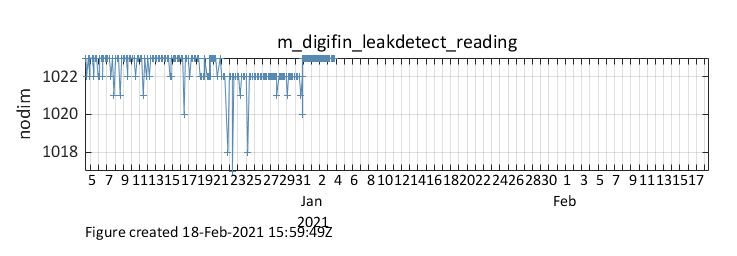 m_digifin_leakdetect_reading
nodim
1022
1020
1018
5 7 9 11 13 15 17 19 21 23 25 27 29 31 2 4 6 8 10 12 14 16 18 20 22 24 26 28 30 1 3 5 7 9 11 13 15 17
Jan Feb
2021
Figure created 18-Feb-2021 15:59:49Z